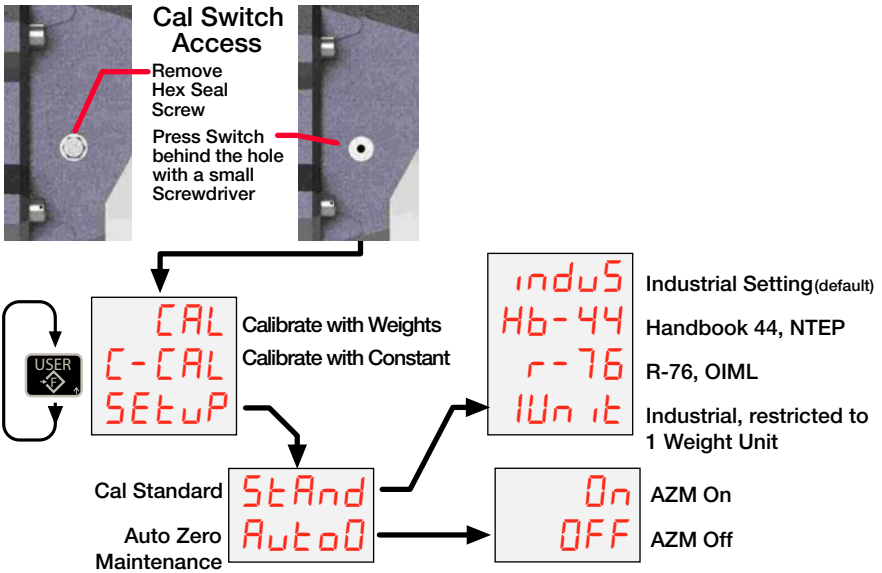 Cal Switch
Access
Remove
Hex Seal
Screw
Press Switch
behind the hole
with a small
Screwdriver
USER
F
CAL
Calibrate with Weights
C-CAL
Calibrate with Constant
SEtuP
induS
Industrial Setting(default)
Hb-44
Handbook 44, NTEP
r-76
R-76, OIML
1Unit
Industrial, restricted to
1 Weight Unit
Cal Standard
StAnd
Auto Zero
Maintenance
Auto0
On
AZM On
OFF
AZM Off